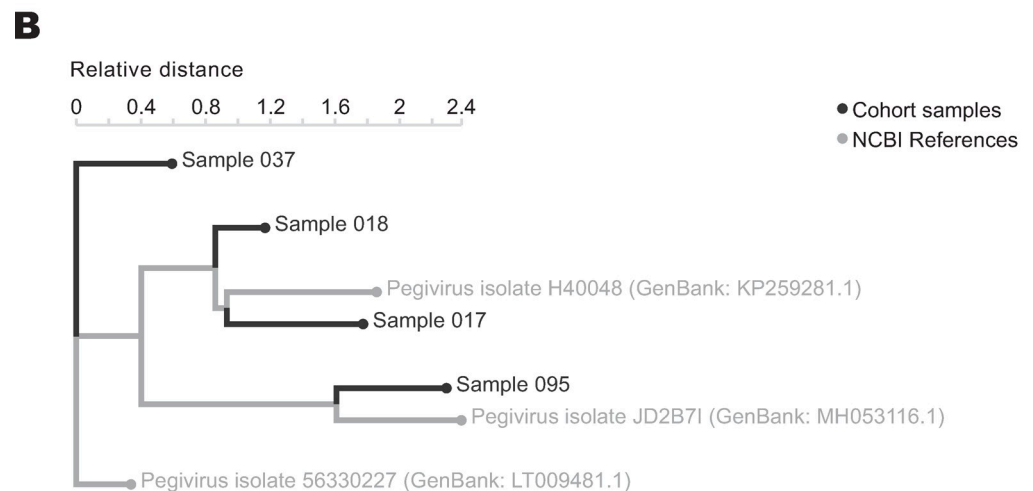 B
Relative distance
0 0.4 0.8 1.2 1.6 2 2.4
Cohort samples
NCBI References
Sample 037
Sample 018
Pegivirus isolate H40048 (GenBank: KP259281.1)
Sample 017
Sample 095
Pegivirus isolate JD2B7I (GenBank: MH053116.1)
Pegivirus isolate 56330227 (GenBank: LT009481.1)